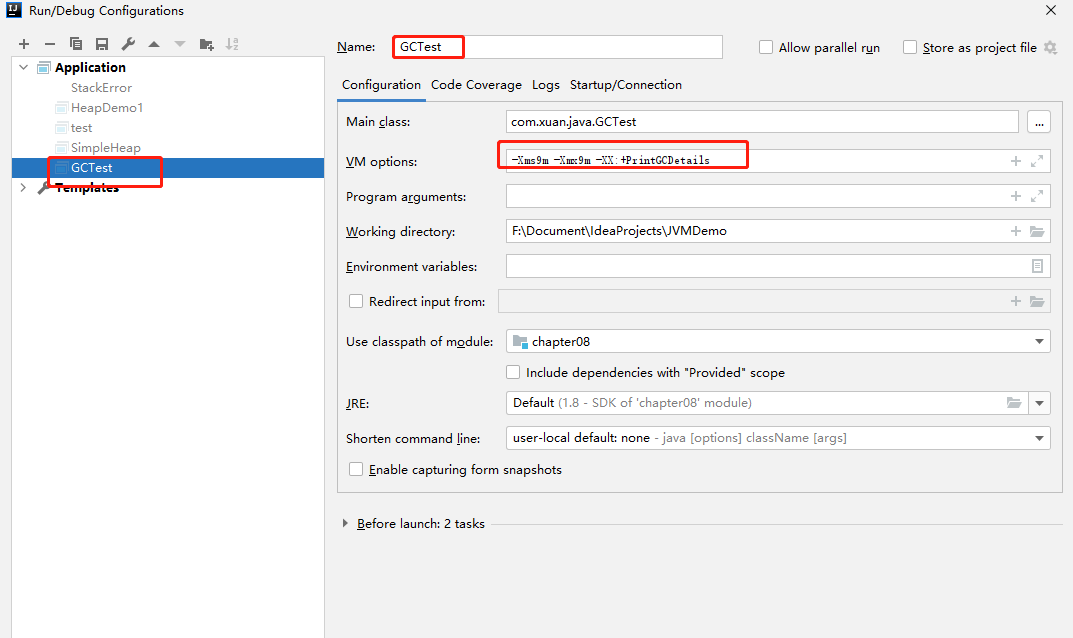 Run/Debug Configurations
Application
StackError
HeapDemo1
test
SimpleHeap
GCTest
Templates
Name: GCTest
Allow parallel run
Store as project file
Configuration Code Coverage Logs Startup/Connection
Main class: com.xuan.java.GCTest ...
VM options: -Xms9m -Xmx9m -XX:+PrintGCDetails
Program arguments:
Working directory: F:\Document\IdeaProjects\JVMDemo
Environment variables:
Redirect input from:
Use classpath of module: chapter08
Include dependencies with "Provided" scope
JRE: Default (1.8 - SDK of 'chapter08' module)
Shorten command line: user-local default: none - java [options] className [args]
Enable capturing form snapshots
Before launch: 2 tasks